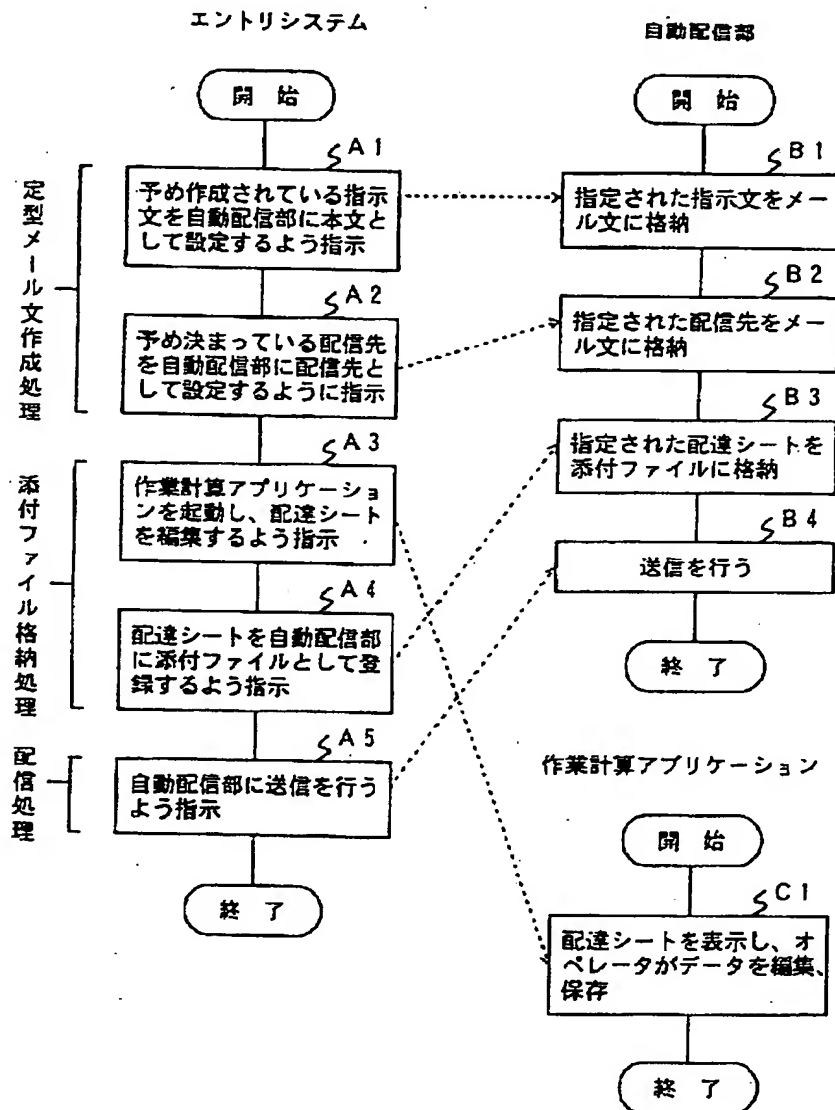 エントリシステム
開始
定型メール文作成処理
A1
予め作成されている指示
文を自動配信部に本文と
して設定するよう指示
A2
予め決まっている配信先
を自動配信部に配信先と
して設定するように指示
添付ファイル格納処理
A3
作業計算アプリケーショ
ンを起動し、配達シート
を編集するよう指示
A4
配達シートを自動配信部
に添付ファイルとして登
録するよう指示
配信処理
A5
自動配信部に送信を行う
よう指示
終了
自動配信部
開始
B1
指定された指示文をメー
ル文に格納
B2
指定された配信先をメー
ル文に格納
B3
指定された配達シートを
添付ファイルに格納
B4
送信を行う
終了
作業計算アプリケーション
開始
C1
配達シートを表示し、オ
ペレータがデータを編集、
保存
終了